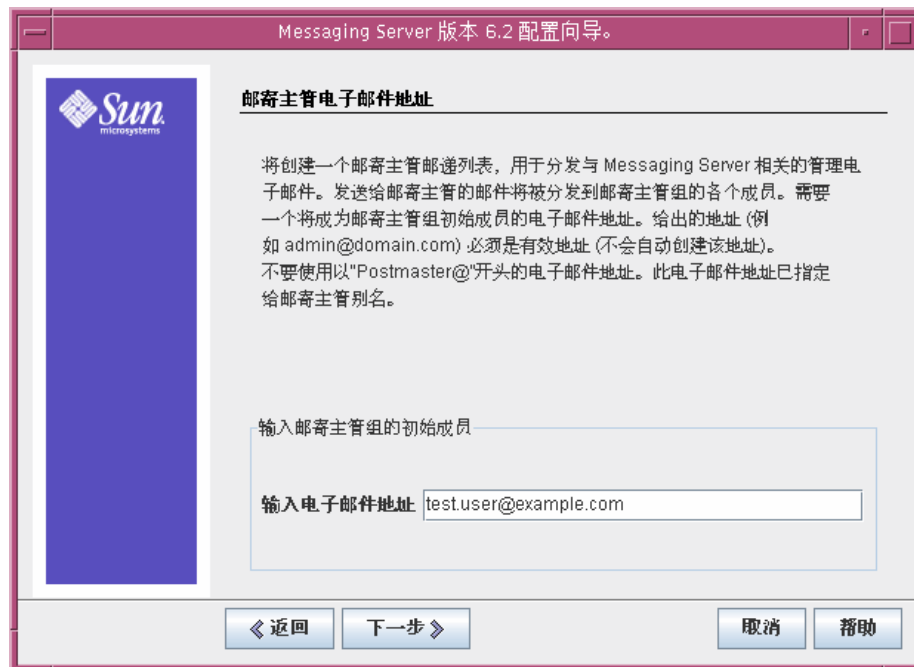 Messaging Server 版本 6.2 配置向导。
Sun
microsystems
邮寄主管电子邮件地址
将创建一个邮寄主管邮递列表，用于分发与 Messaging Server 相关的管理电
子邮件。发送给邮寄主管的邮件将被分发到邮寄主管组的各个成员。需要
一个将成为邮寄主管组初始成员的电子邮件地址。给出的地址 (例
如 admin@domain.com) 必须是有效地址 (不会自动创建该地址)。
不要使用以"Postmaster@"开头的电子邮件地址。此电子邮件地址已指定
给邮寄主管别名。
输入邮寄主管组的初始成员
输入电子邮件地址 test.user@example.com
返回 下一步 取消 帮助